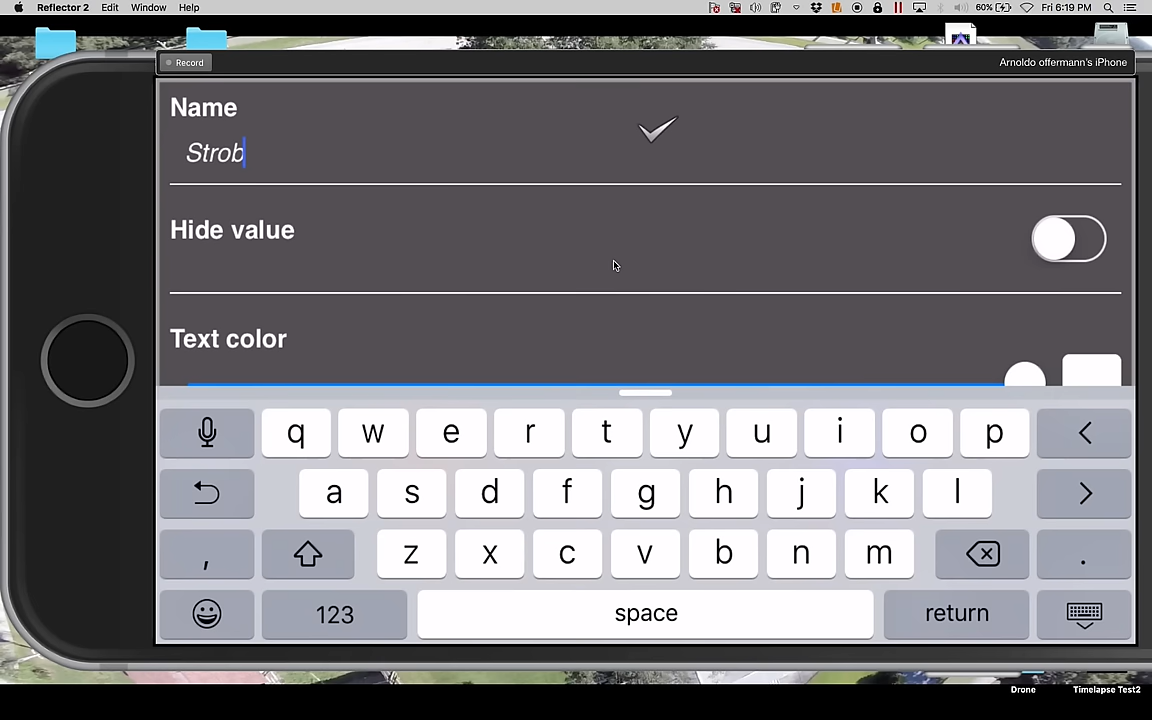 Reflector 2 Edit Window Help 60% Fri 6:19 PM
Record Arnoldo offermann's iPhone
Name
Strob
Hide value
Text color
q w e r t y u i o p
a s d f g h j k l
, z x c v b n m .
123 space return
Drone Timelapse Test2